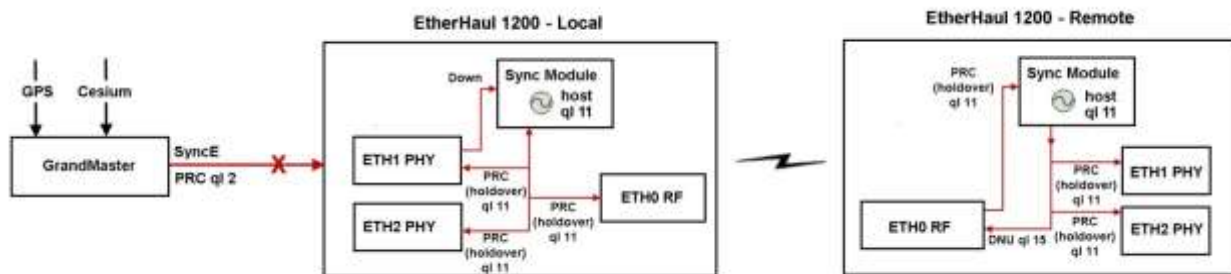 EtherHaul 1200 - Local
EtherHaul 1200 - Remote
GPS
Cesium
GrandMaster
SyncE
X
PRC ql 2
Down
Sync Module
host
ql 11
ETH1 PHY
PRC
(holdover)
ql 11
ETH2 PHY
PRC
(holdover)
ql 11
PRC
(holdover)
ql 11
ETH0 RF
PRC
(holdover)
ql 11
Sync Module
host
ql 11
ETH1 PHY
PRC
(holdover)
ql 11
ETH2 PHY
PRC
(holdover)
ql 11
ETH0 RF
DNU ql 15